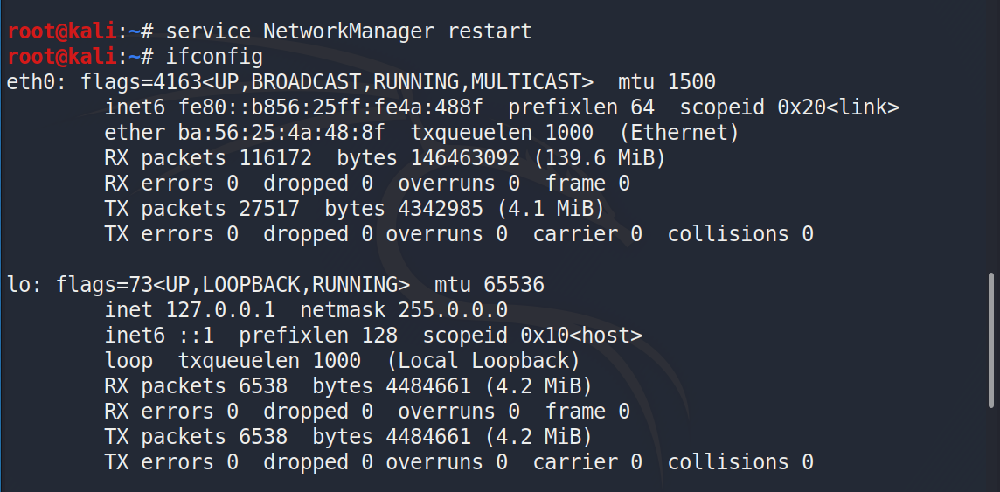 root@kali:~# service NetworkManager restart
root@kali:~# ifconfig
eth0: flags=4163<UP,BROADCAST,RUNNING,MULTICAST>  mtu 1500
        inet6 fe80::b856:25ff:fe4a:488f  prefixlen 64  scopeid 0x20<link>
        ether ba:56:25:4a:48:8f  txqueuelen 1000  (Ethernet)
        RX packets 116172  bytes 146463092 (139.6 MiB)
        RX errors 0  dropped 0  overruns 0  frame 0
        TX packets 27517  bytes 4342985 (4.1 MiB)
        TX errors 0  dropped 0 overruns 0  carrier 0  collisions 0

lo: flags=73<UP,LOOPBACK,RUNNING>  mtu 65536
        inet 127.0.0.1  netmask 255.0.0.0
        inet6 ::1  prefixlen 128  scopeid 0x10<host>
        loop  txqueuelen 1000  (Local Loopback)
        RX packets 6538  bytes 4484661 (4.2 MiB)
        RX errors 0  dropped 0  overruns 0  frame 0
        TX packets 6538  bytes 4484661 (4.2 MiB)
        TX errors 0  dropped 0 overruns 0  carrier 0  collisions 0